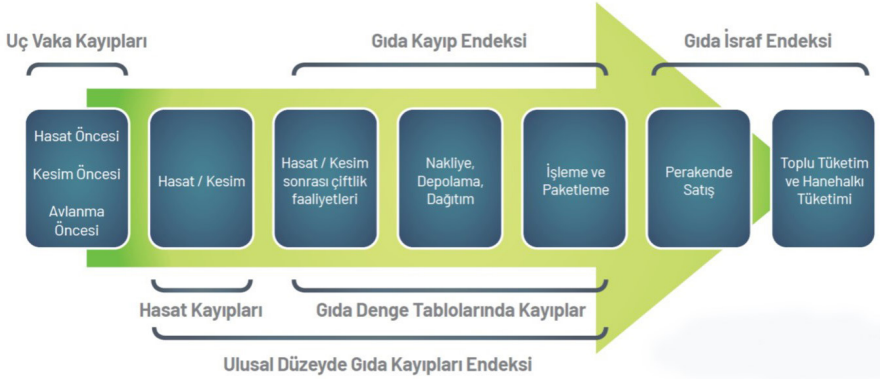 Uç Vaka Kayıpları
Gıda Kayıp Endeksi
Gıda İsraf Endeksi
Hasat Öncesi
Kesim Öncesi
Avlanma
Öncesi
Hasat / Kesim
Hasat / Kesim
sonrası çiftlik
faaliyetleri
Nakliye,
Depolama,
Dağıtım
İşleme ve
Paketleme
Perakende
Satış
Toplu Tüketim
ve Hanehalkı
Tüketimi
Hasat Kayıpları
Gıda Denge Tablolarında Kayıplar
Ulusal Düzeyde Gıda Kayıpları Endeksi